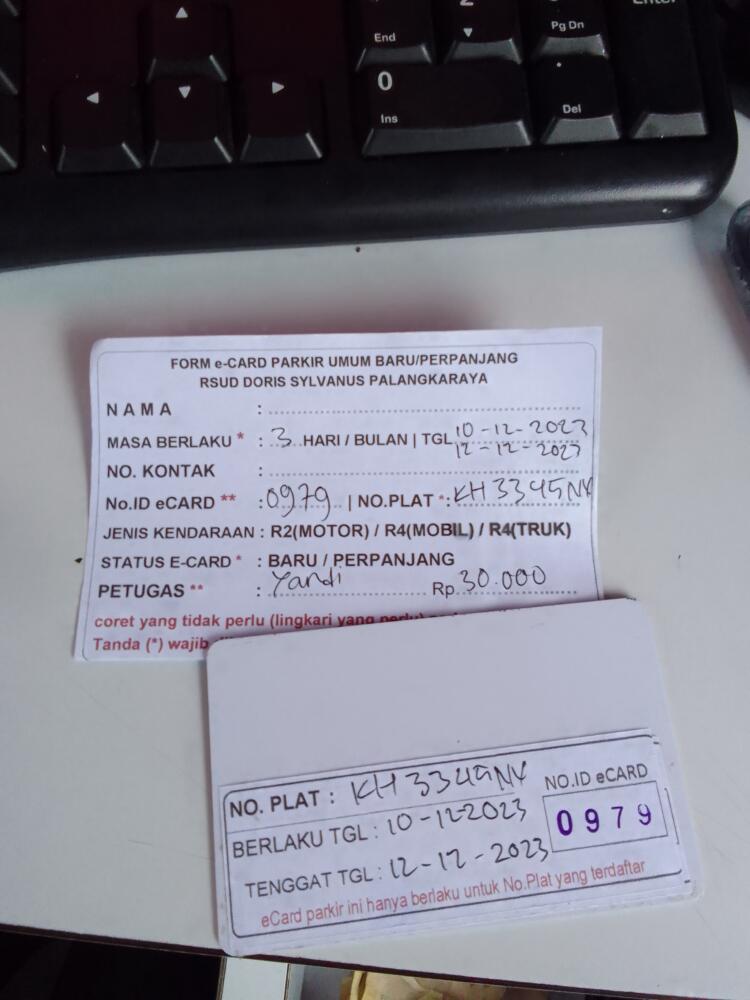 End
2
Pg Dn
Enter
0
Ins
.
Del
FORM e-CARD PARKIR UMUM BARU/PERPANJANG
RSUD DORIS SYLVANUS PALANGKARAYA
N A M A :
MASA BERLAKU * : 3 HARI / BULAN | TGL 10-12-2023
12-12-2023
NO. KONTAK :
No.ID eCARD ** : 0979 | NO.PLAT * : KH 3345 NY
JENIS KENDARAAN : R2(MOTOR) / R4(MOBIL) / R4(TRUK)
STATUS E-CARD * : BARU / PERPANJANG
PETUGAS ** : Yandi Rp. 30.000
coret yang tidak perlu (lingkari yang perlu)
Tanda (*) wajib
NO. PLAT : KH 3345 NY
NO.ID eCARD
BERLAKU TGL : 10-12-2023
0979
TENGGAT TGL : 12-12-2023
eCard parkir ini hanya berlaku untuk No.Plat yang terdaftar